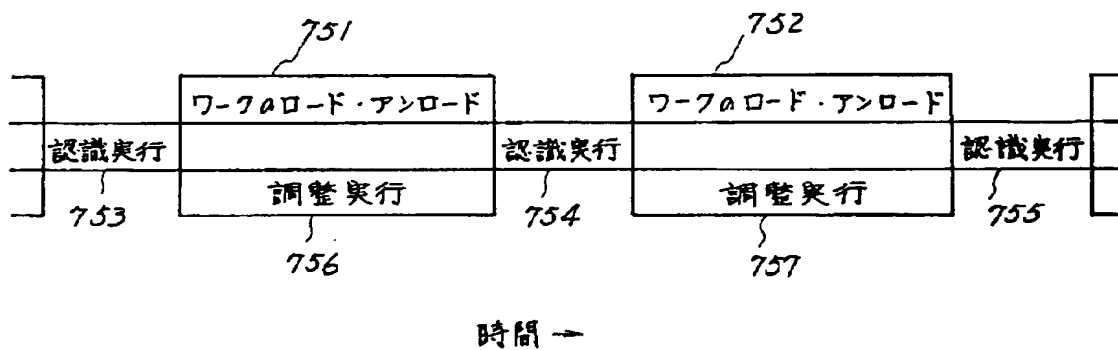 751
752
ワークのロード・アンロード
ワークのロード・アンロード
認識実行
認識実行
認識実行
調整実行
調整実行
753
754
755
756
757
時間→